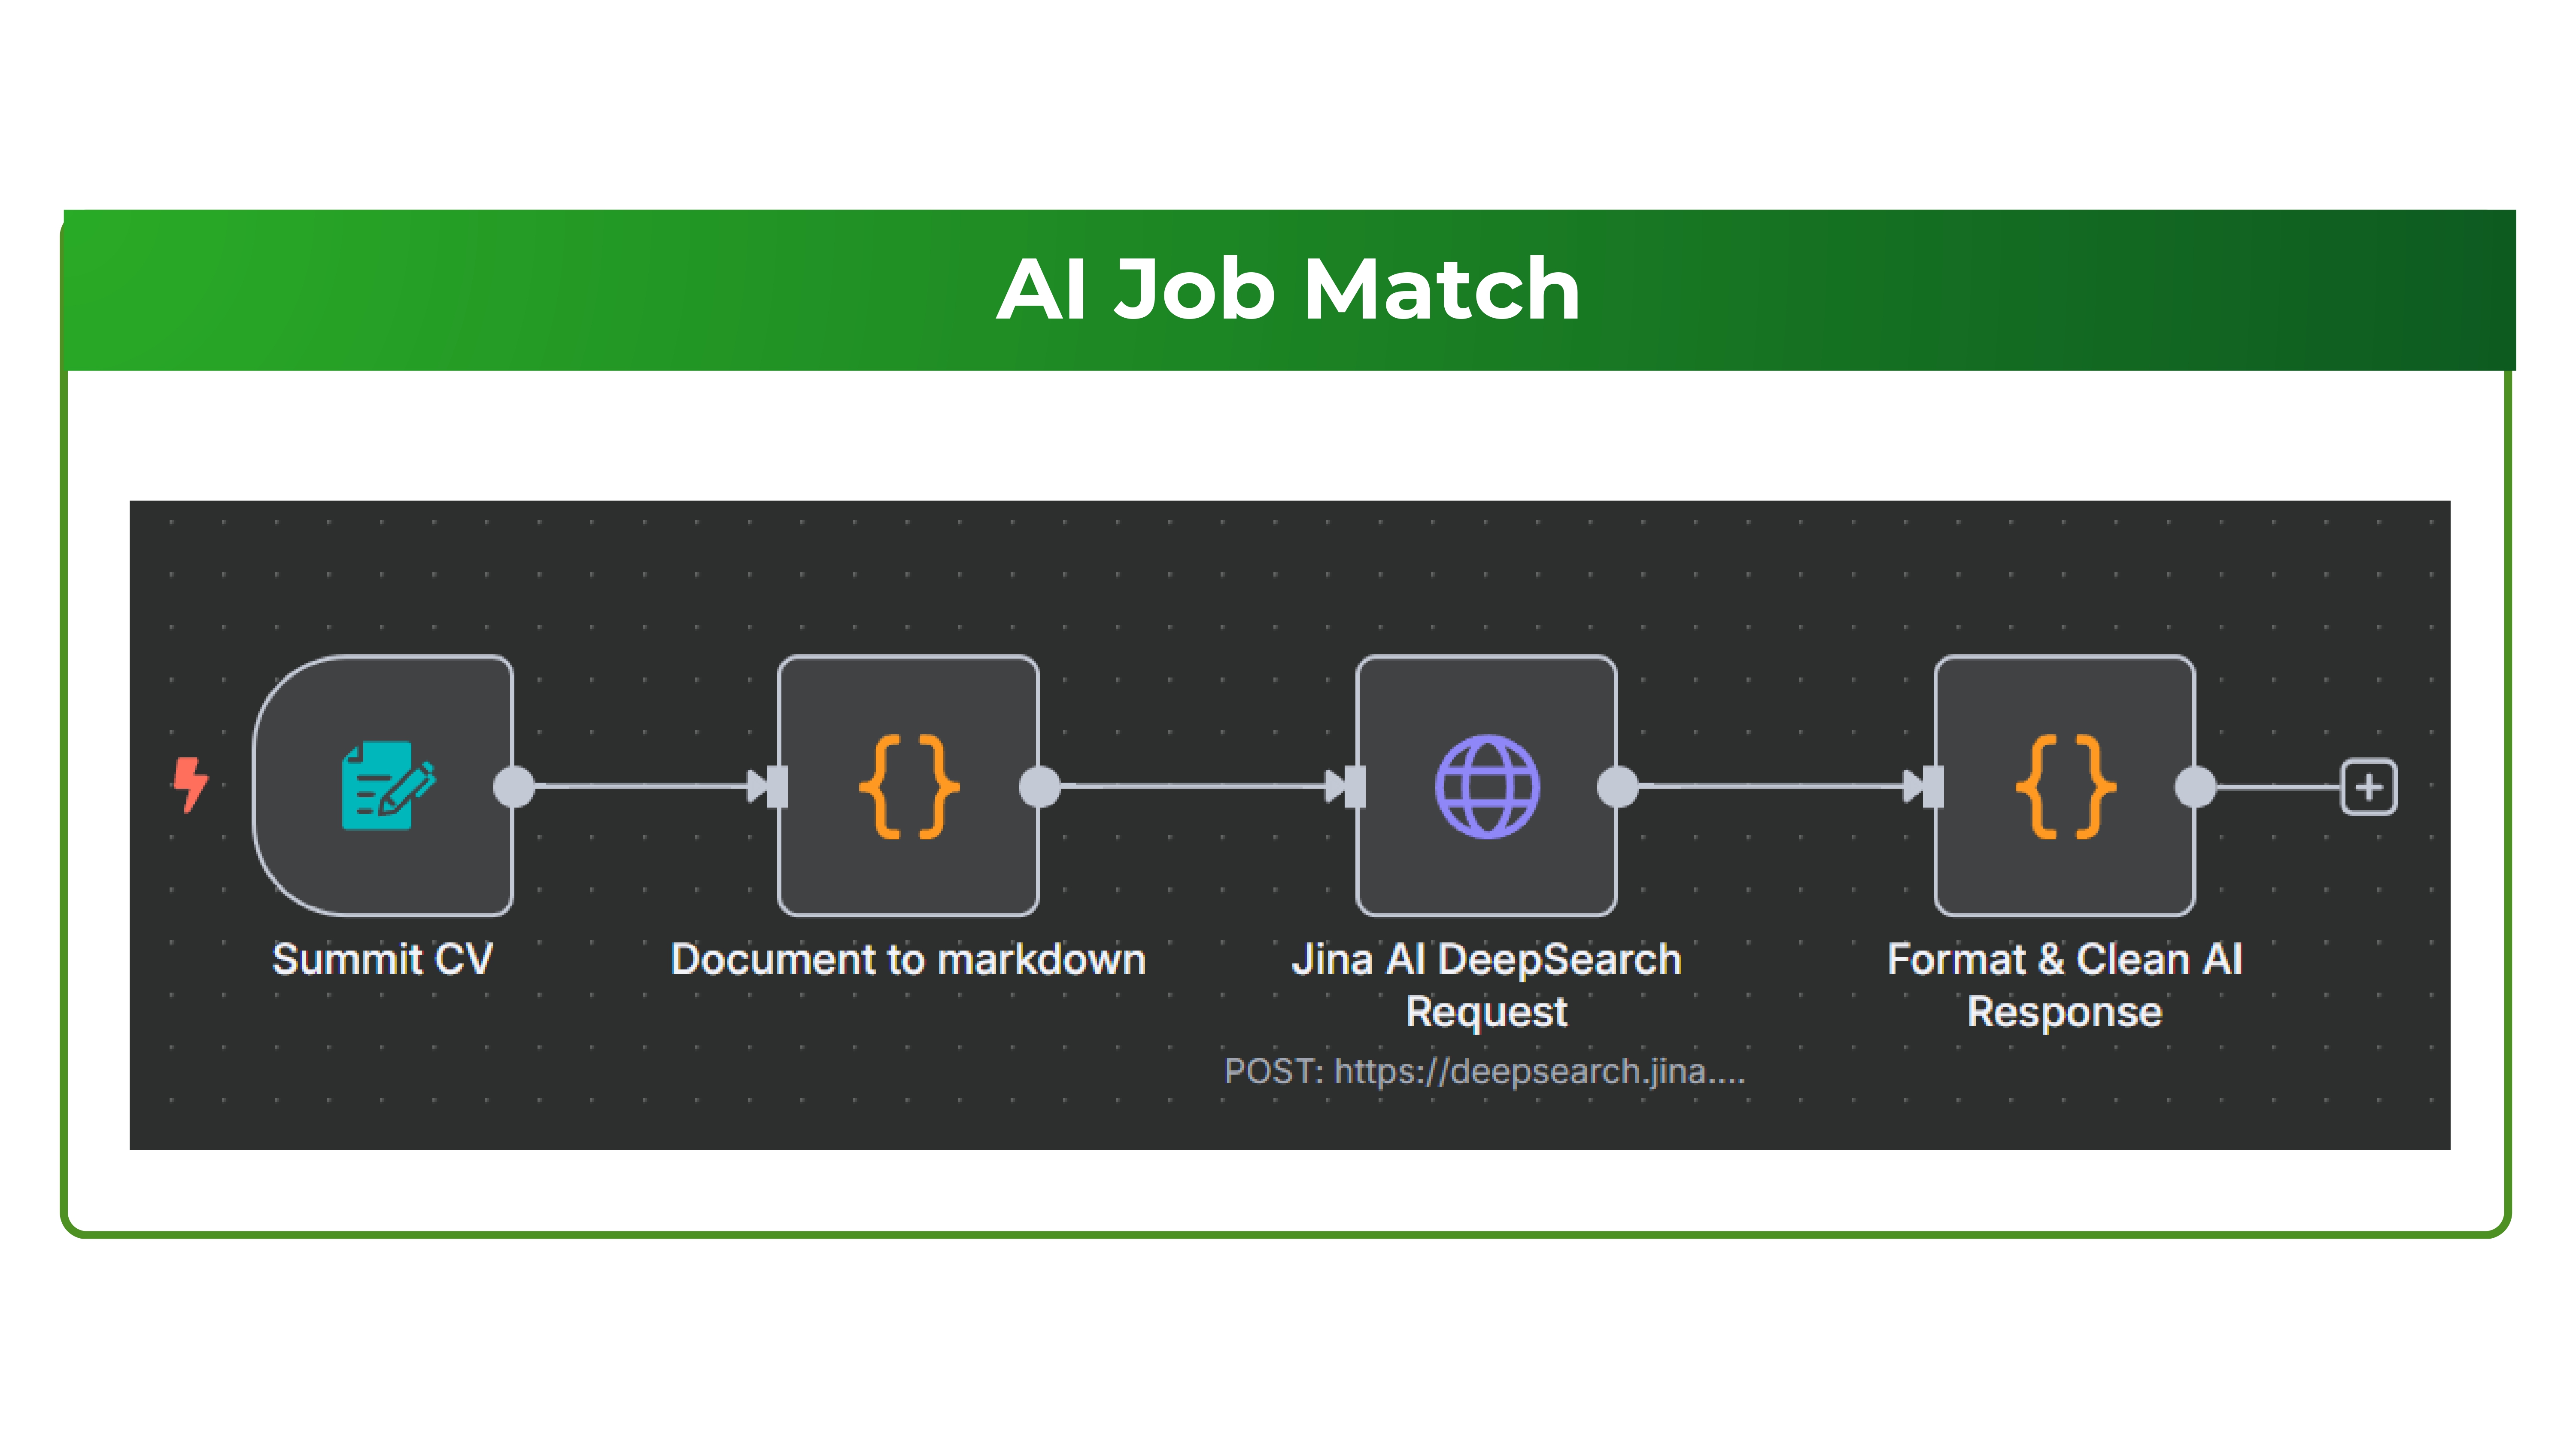 AI Job Match
Summit CV
Document to markdown
Jina AI DeepSearch
Request
POST: https://deepsearch.jina....
Format & Clean AI
Response